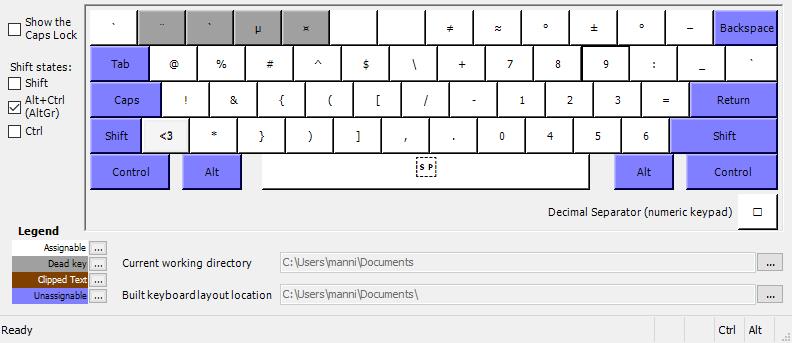 Show the
Caps Lock
Shift states:
Shift
Alt+Ctrl
(AltGr)
Ctrl
` ¨ ` µ ¤ ≠ ≈ ° ± ° − Backspace
Tab @ % # ^ $ \ + 7 8 9 : _ `
Caps ! & { ( [ / - 1 2 3 = Return
Shift <3 * } ) ] , . 0 4 5 6 Shift
Control Alt S P Alt Control
Decimal Separator (numeric keypad) □
Legend
Assignable ...
Dead key ...
Clipped Text ...
Unassignable ...
Current working directory C:\Users\manni\Documents ...
Built keyboard layout location C:\Users\manni\Documents\ ...
Ready Ctrl Alt